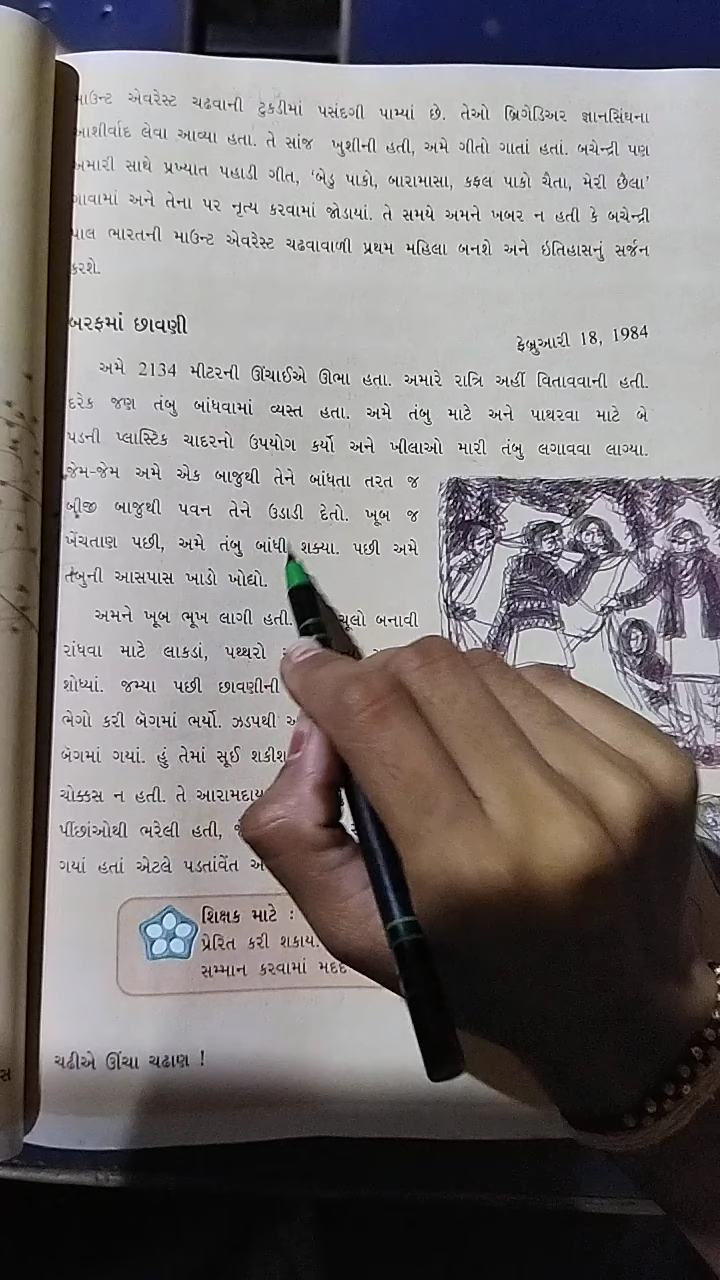 માઉન્ટ એવરેસ્ટ ચઢવાની ટુકડીમાં પસંદગી પામ્યાં છે. તેઓ બ્રિગેડિઅર જ્ઞાનસિંઘના
આશીર્વાદ લેવા આવ્યા હતા. તે સાંજ ખુશીની હતી, અમે ગીતો ગાતાં હતાં. બચેન્દ્રી પણ
અમારી સાથે પ્રખ્યાત પહાડી ગીત, ‘બેડુ પાકો, બારામાસા, કફલ પાકો ચૈતા, મેરી છૈલા’
ગાવામાં અને તેના પર નૃત્ય કરવામાં જોડાયાં. તે સમયે અમને ખબર ન હતી કે બચેન્દ્રી
પાલ ભારતની માઉન્ટ એવરેસ્ટ ચઢવાવાળી પ્રથમ મહિલા બનશે અને ઇતિહાસનું સર્જન
કરશે.
બરફમાં છાવણી
ફેબ્રુઆરી 18, 1984
અમે 2134 મીટરની ઊંચાઈએ ઊભા હતા. અમારે રાત્રિ અહીં વિતાવવાની હતી.
દરેક જણ તંબુ બાંધવામાં વ્યસ્ત હતા. અમે તંબુ માટે અને પાથરવા માટે બે
પડની પ્લાસ્ટિક ચાદરનો ઉપયોગ કર્યો અને ખીલાઓ મારી તંબુ લગાવવા લાગ્યા.
જેમ-જેમ અમે એક બાજુથી તેને બાંધતા તરત જ
બીજી બાજુથી પવન તેને ઉડાડી દેતો. ખૂબ જ
ખેંચતાણ પછી, અમે તંબુ બાંધી શક્યા. પછી અમે
તંબુની આસપાસ ખાડો ખોદ્યો.
અમને ખૂબ ભૂખ લાગી હતી. ચૂલો બનાવી
રાંધવા માટે લાકડાં, પથ્થરો
શોધ્યાં. જમ્યા પછી છાવણીની
ભેગો કરી બૅગમાં ભર્યો. ઝડપથી
બૅગમાં ગયાં. હું તેમાં સૂઈ
ચોક્કસ ન હતી. તે
પીંછાંઓથી ભરેલી હતી,
ગયાં હતાં એટલે પડતાંવેંત
શિક્ષક માટે :
પ્રેરિત કરી શકાય.
સમ્માન કરવામાં
ચઢીએ ઊંચા ચઢાણ !
સ